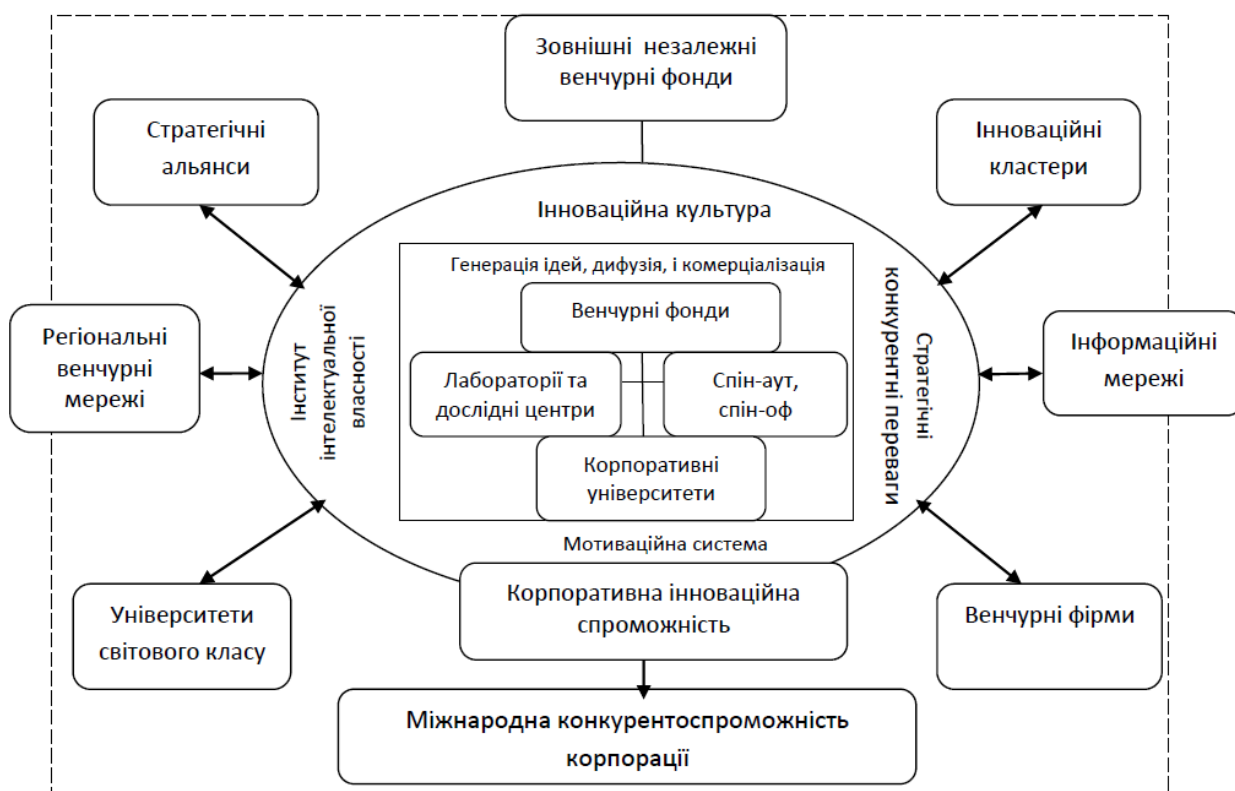 Зовнішні незалежні
венчурні фонди
Стратегічні
альянси
Інноваційні
кластери
Інноваційна культура
Генерація ідей, дифузія, і комерціалізація
Венчурні фонди
Регіональні
венчурні
мережі
Інститут
інтелектуальної
власності
Лабораторії та
дослідні центри
Спін-аут,
спін-оф
Стратегічні
конкурентні переваги
Інформаційні
мережі
Корпоративні
університети
Мотиваційна система
Університети
світового класу
Корпоративна інноваційна
спроможність
Венчурні фірми
Міжнародна конкурентоспроможність
корпорації